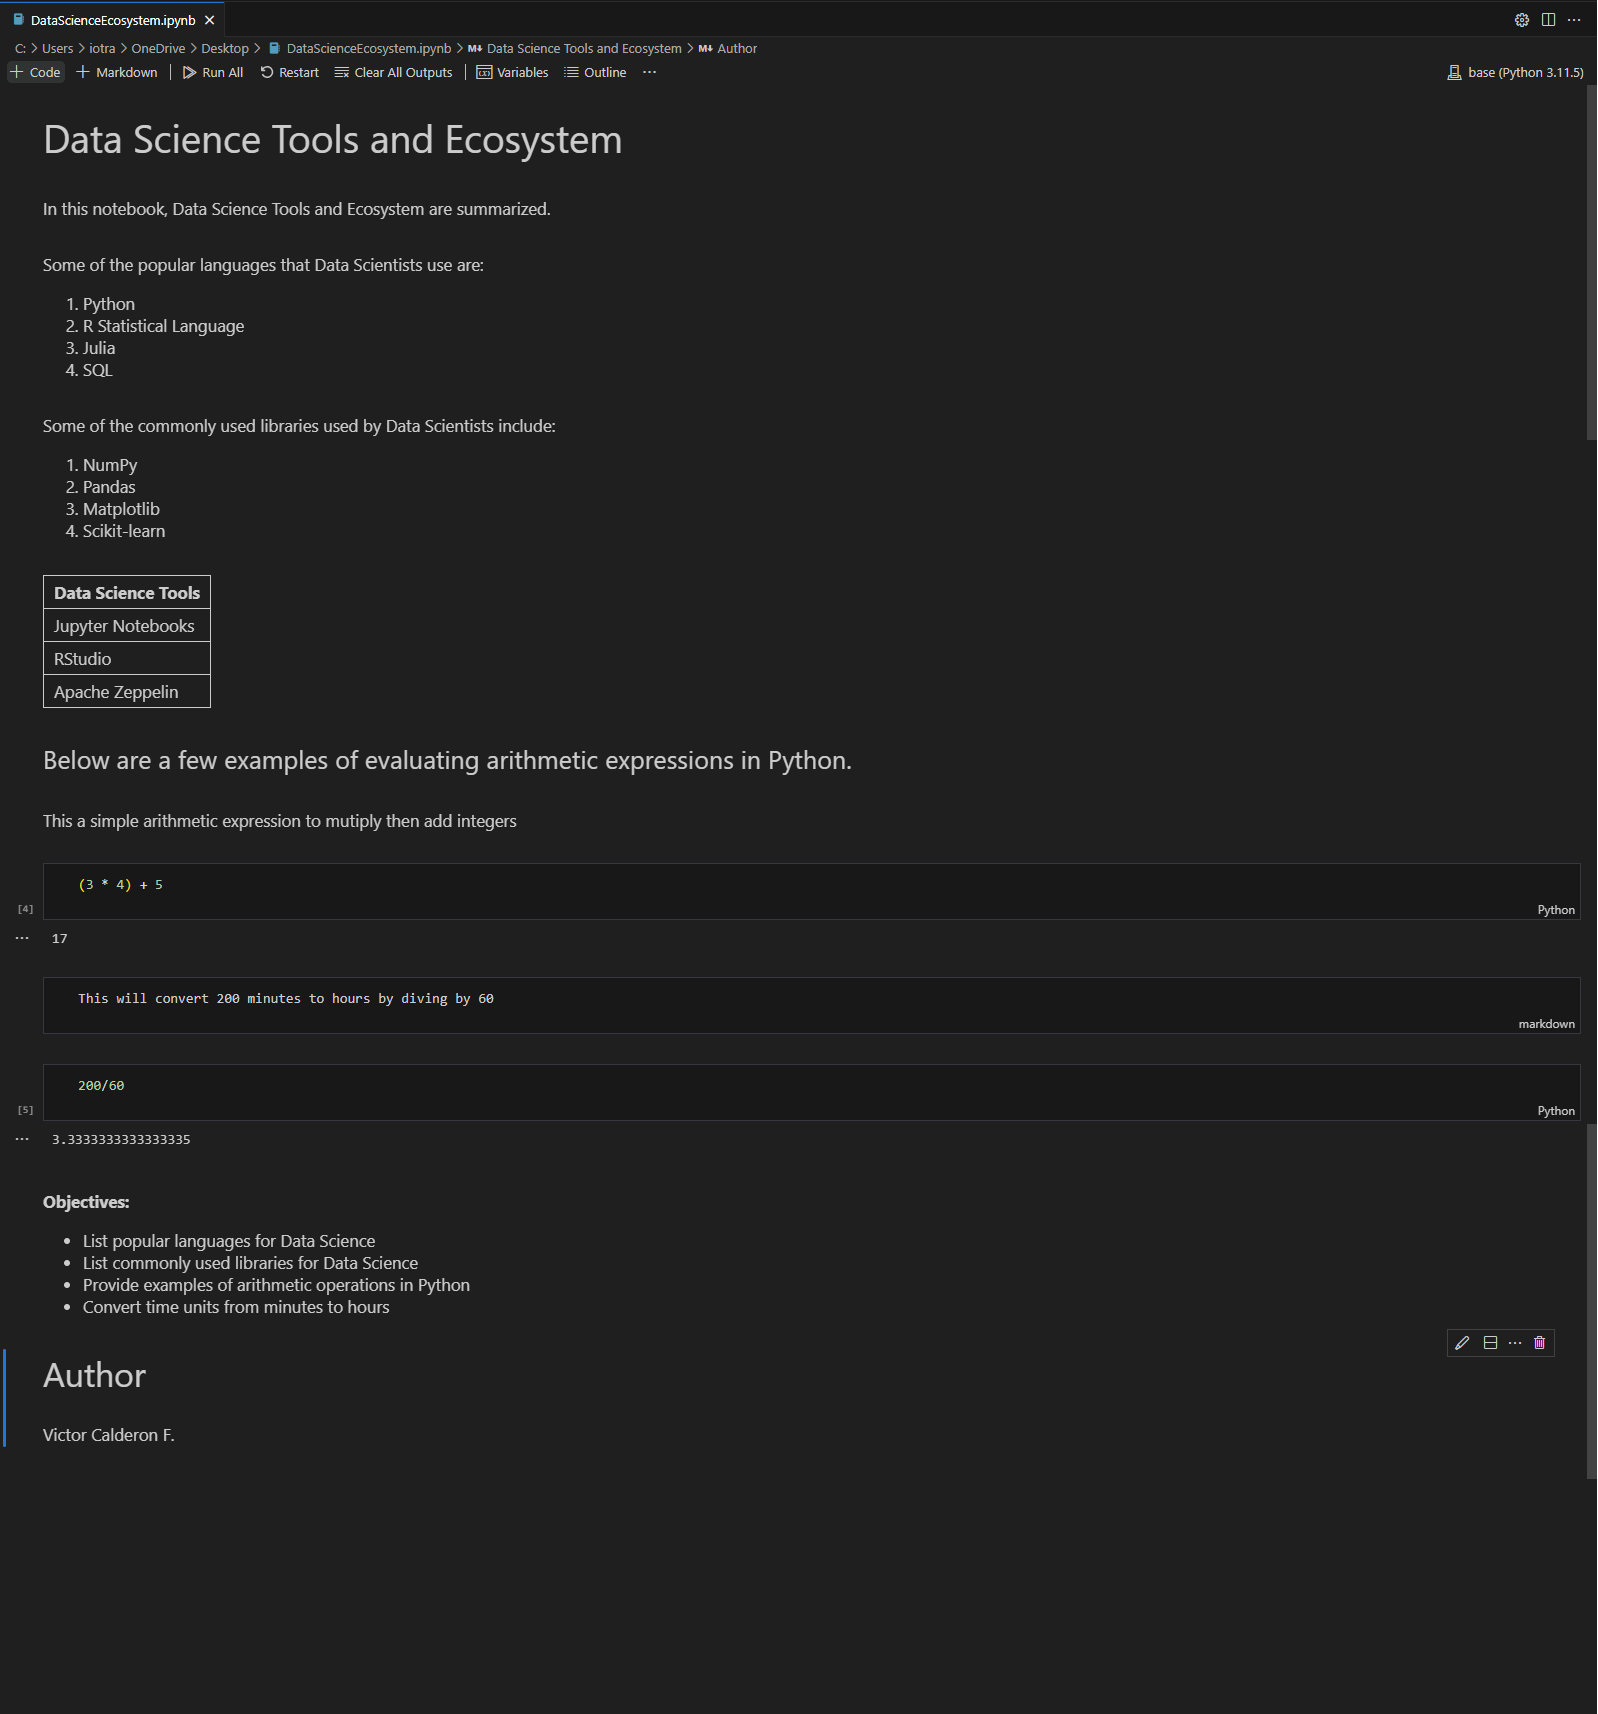 DataScienceEcosystem.ipynb
C: > Users > iotra > OneDrive > Desktop > DataScienceEcosystem.ipynb > M↓ Data Science Tools and Ecosystem > M↓ Author
+ Code + Markdown | Run All Restart Clear All Outputs | Variables Outline ··· base (Python 3.11.5)
Data Science Tools and Ecosystem
In this notebook, Data Science Tools and Ecosystem are summarized.
Some of the popular languages that Data Scientists use are:
1. Python
2. R Statistical Language
3. Julia
4. SQL
Some of the commonly used libraries used by Data Scientists include:
1. NumPy
2. Pandas
3. Matplotlib
4. Scikit-learn
Data Science Tools
Jupyter Notebooks
RStudio
Apache Zeppelin
Below are a few examples of evaluating arithmetic expressions in Python.
This a simple arithmetic expression to mutiply then add integers
(3 * 4) + 5
[4] Python
··· 17
This will convert 200 minutes to hours by diving by 60
markdown
200/60
[5] Python
··· 3.3333333333333335
Objectives:
• List popular languages for Data Science
• List commonly used libraries for Data Science
• Provide examples of arithmetic operations in Python
• Convert time units from minutes to hours
Author
Victor Calderon F.